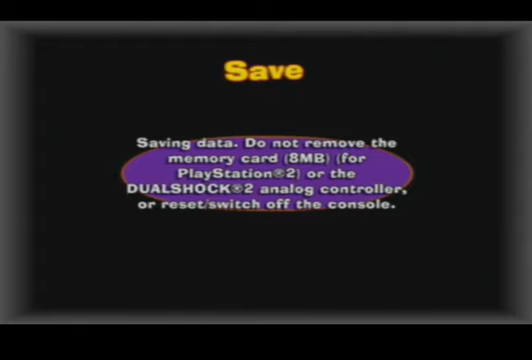 Save
Saving data. Do not remove the
memory card (8MB) (for
PlayStation®2) or the
DUALSHOCK®2 analog controller,
or reset/switch off the console.